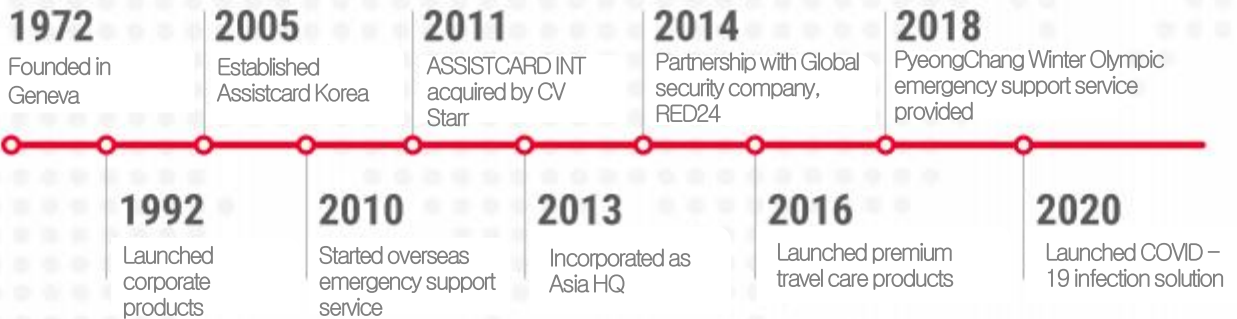 1972
Founded in
Geneva
2005
Established
Assistcard Korea
2011
ASSISTCARD INT
acquired by CV
Starr
2014
Partnership with Global
security company,
RED24
2018
PyeongChang Winter Olympic
emergency support service
provided
1992
Launched
corporate
products
2010
Started overseas
emergency support
service
2013
Incorporated as
Asia HQ
2016
Launched premium
travel care products
2020
Launched COVID –
19 infection solution